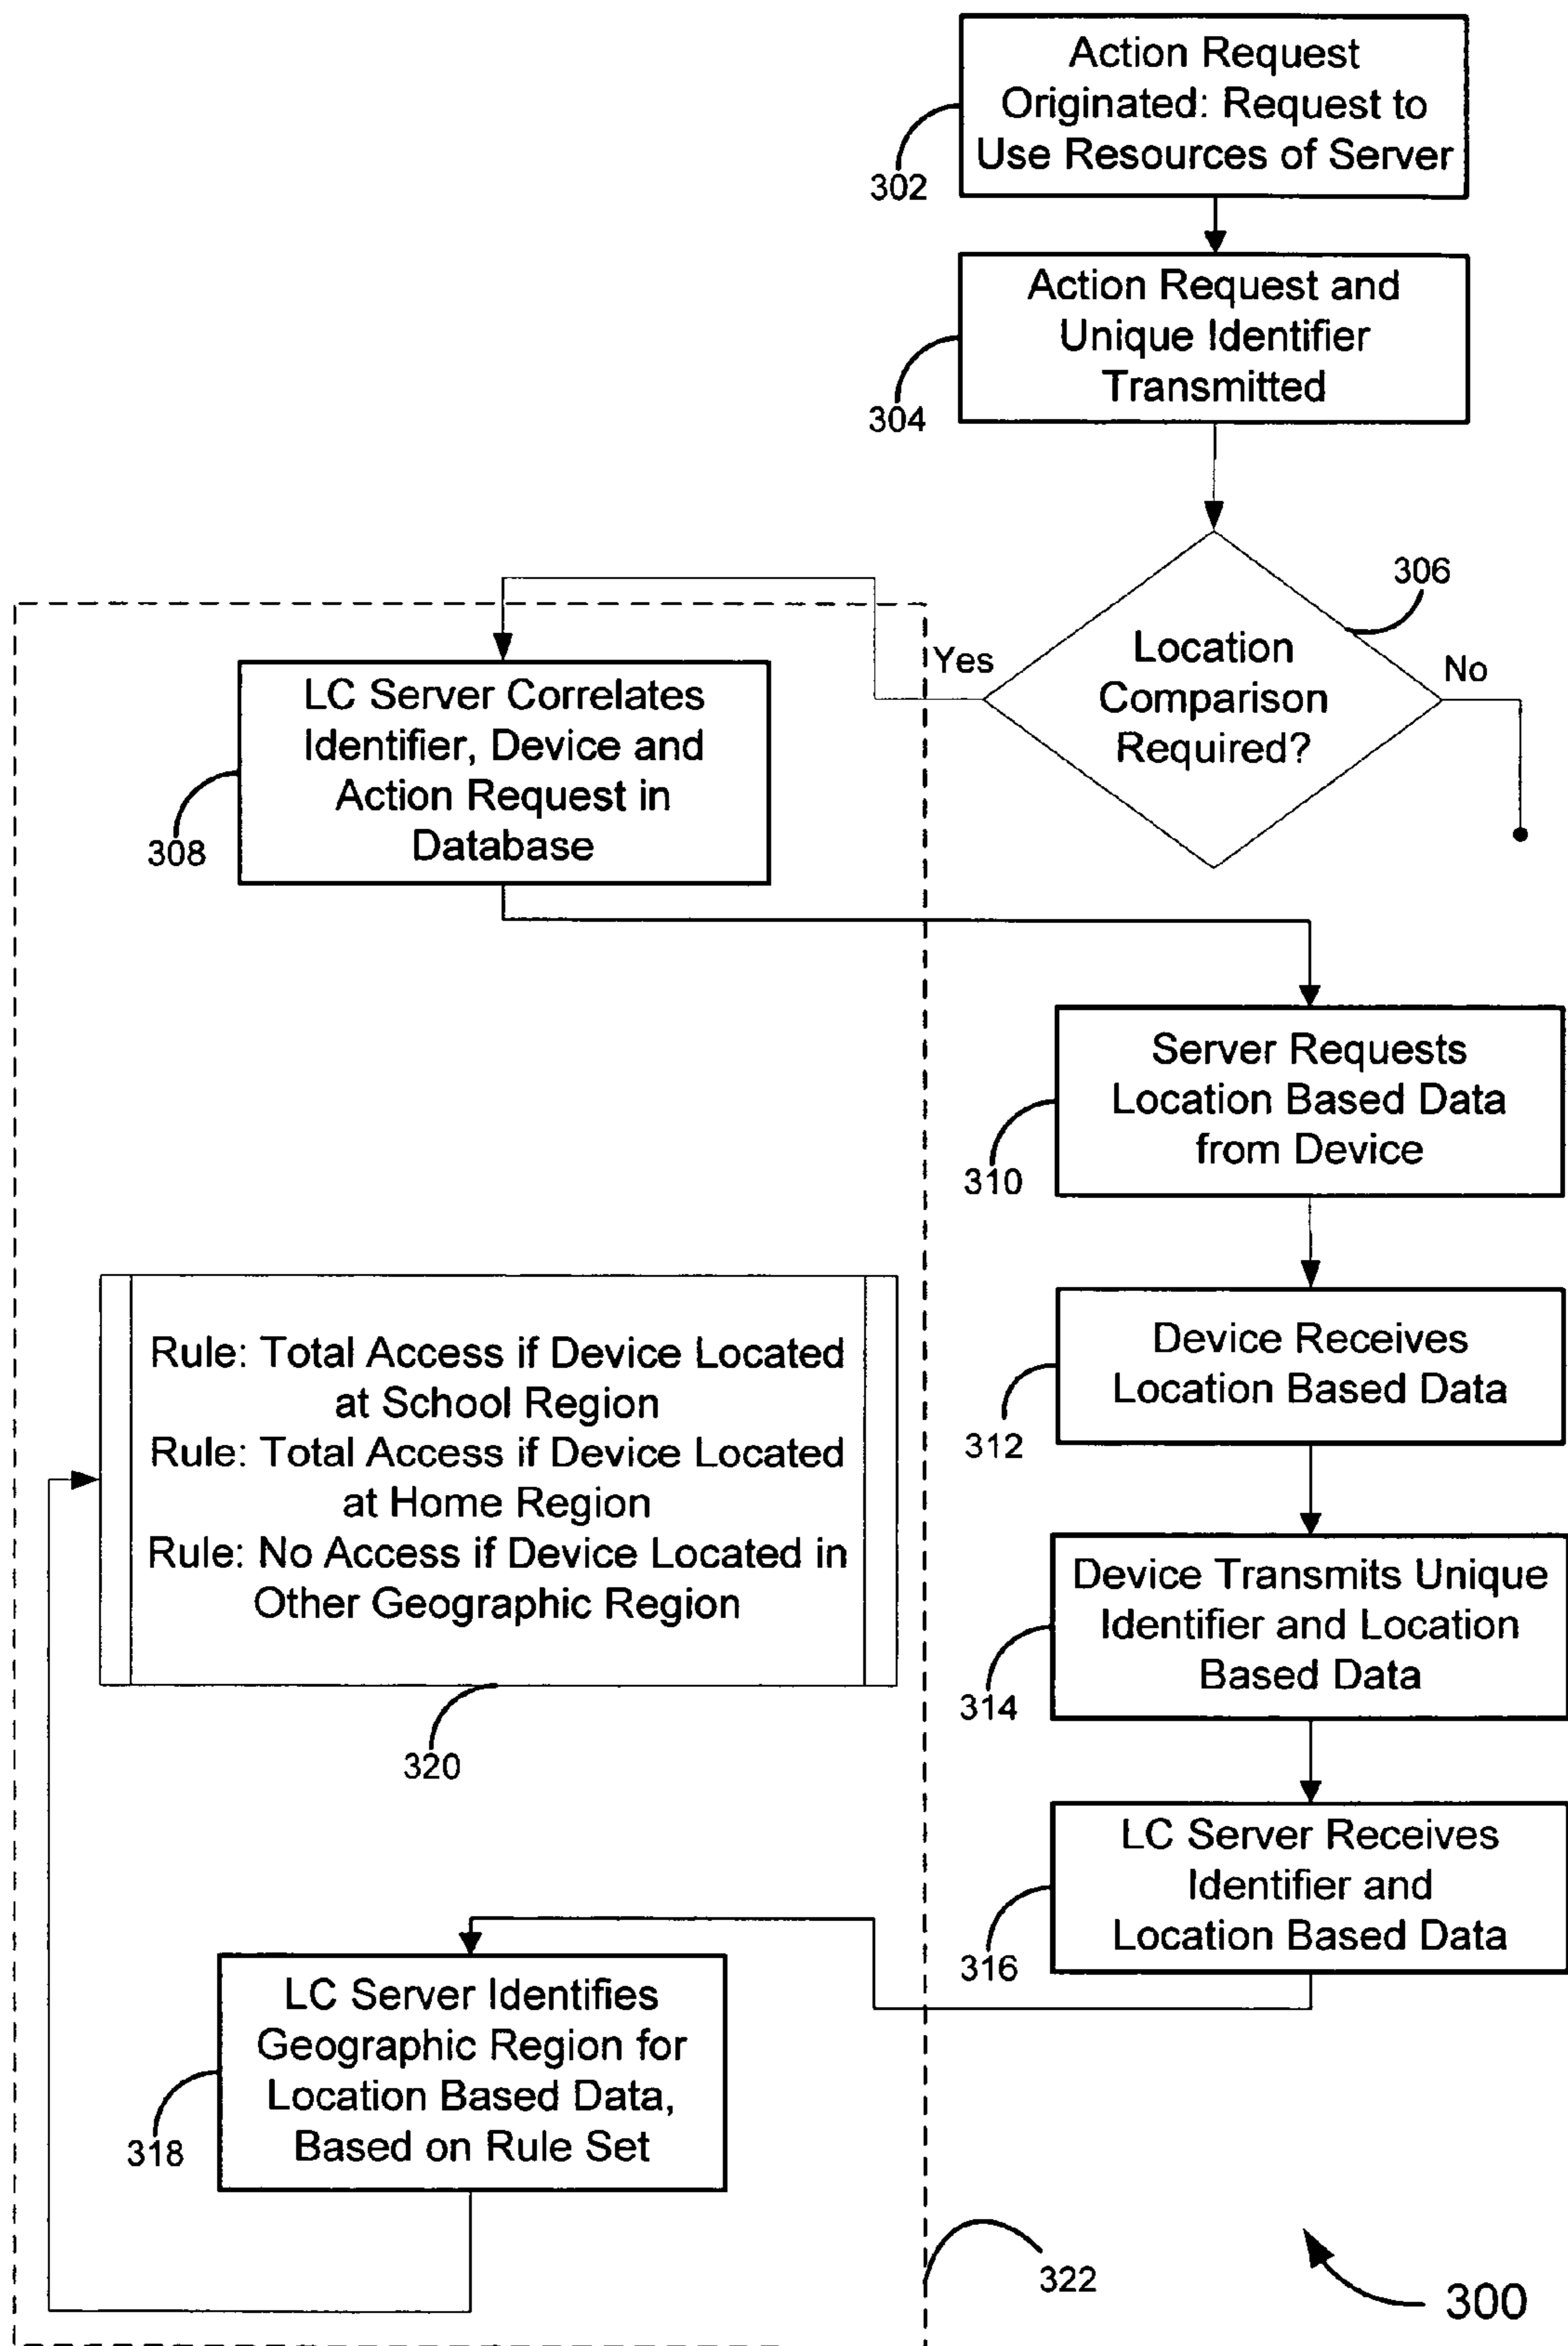 Action Request
Originated: Request to
Use Resources of Server
302
Action Request and
Unique Identifier
Transmitted
304
306
Location
Comparison
Required?
Yes
No
LC Server Correlates
Identifier, Device and
Action Request in
Database
308
Server Requests
Location Based Data
from Device
310
Device Receives
Location Based Data
312
Device Transmits Unique
Identifier and Location
Based Data
314
LC Server Receives
Identifier and
Location Based Data
316
LC Server Identifies
Geographic Region for
Location Based Data,
Based on Rule Set
318
Rule: Total Access if Device Located
at School Region
Rule: Total Access if Device Located
at Home Region
Rule: No Access if Device Located in
Other Geographic Region
320
322
300